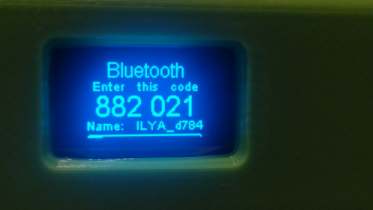 Bluetooth
Enter this code
882 021
Name: ILYA_d784